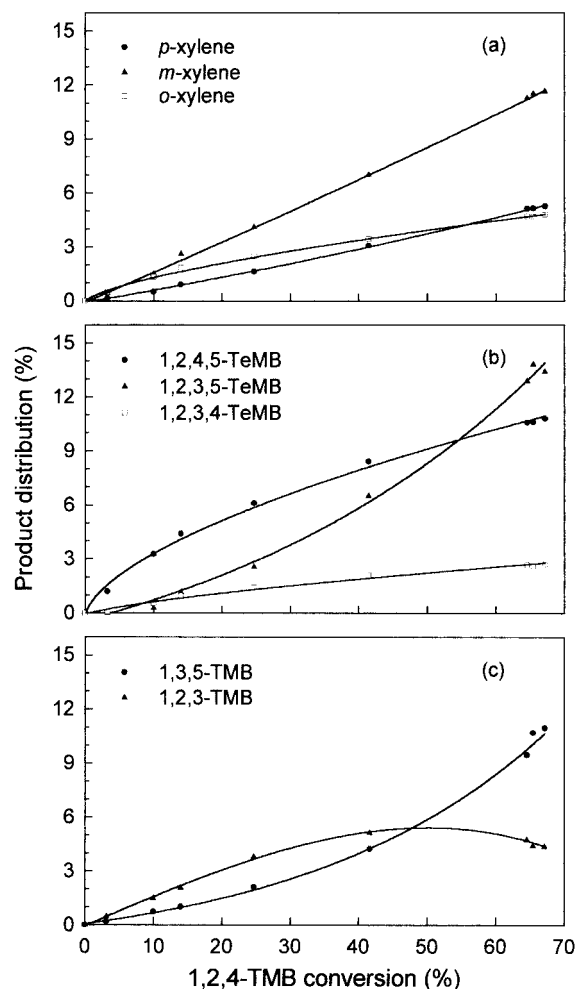 15
(a)
p-xylene
m-xylene
o-xylene
12
9
6
3
0
15
(b)
1,2,4,5-TeMB
1,2,3,5-TeMB
1,2,3,4-TeMB
12
9
6
3
0
Product distribution (%)
15
(c)
1,3,5-TMB
1,2,3-TMB
12
9
6
3
0
0 10 20 30 40 50 60 70
1,2,4-TMB conversion (%)